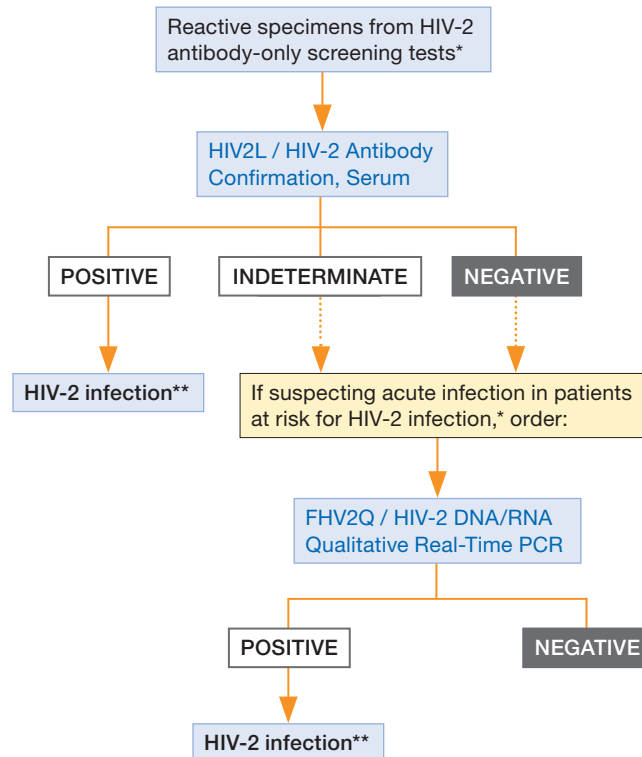 Reactive specimens from HIV-2
antibody-only screening tests*
HIV2L / HIV-2 Antibody
Confirmation, Serum
POSITIVE
INDETERMINATE
NEGATIVE
HIV-2 infection**
If suspecting acute infection in patients
at risk for HIV-2 infection,* order:
FHV2Q / HIV-2 DNA/RNA
Qualitative Real-Time PCR
POSITIVE
NEGATIVE
HIV-2 infection**